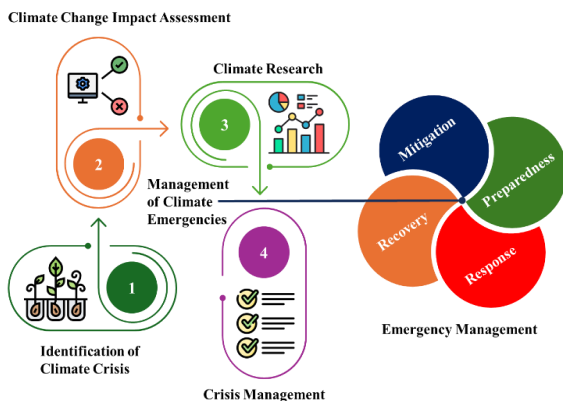 Climate Change Impact Assessment
Climate Research
3
2
Management
of Climate
Emergencies
Mitigation
Preparedness
Recovery
Response
4
1
Identification of
Climate Crisis
Crisis Management
Emergency Management